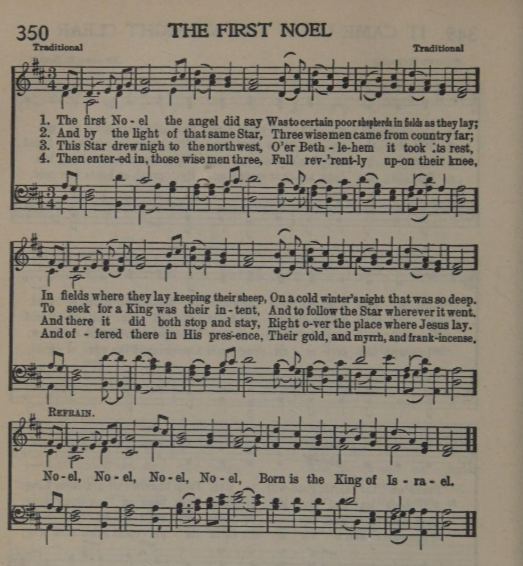 350 THE FIRST NOEL
Traditional Traditional
1. The first No - el the angel did say Was to certain poor shepherds in fields as they lay;
2. And by the light of that same Star, Three wise men came from country far;
3. This Star drew nigh to the northwest, O'er Beth - le-hem it took its rest,
4. Then enter-ed in, those wise men three, Full rev-'rent-ly up-on their knee,
In fields where they lay keeping their sheep, On a cold winter's night that was so deep.
To seek for a King was their in - tent, And to follow the Star wherever it went.
And there it did both stop and stay, Right o-ver the place where Jesus lay.
And of - fered there in His pres-ence, Their gold, and myrrh, and frank-incense.
REFRAIN.
No-el, No - el, No - el, No - el, Born is the King of Is - ra - el.